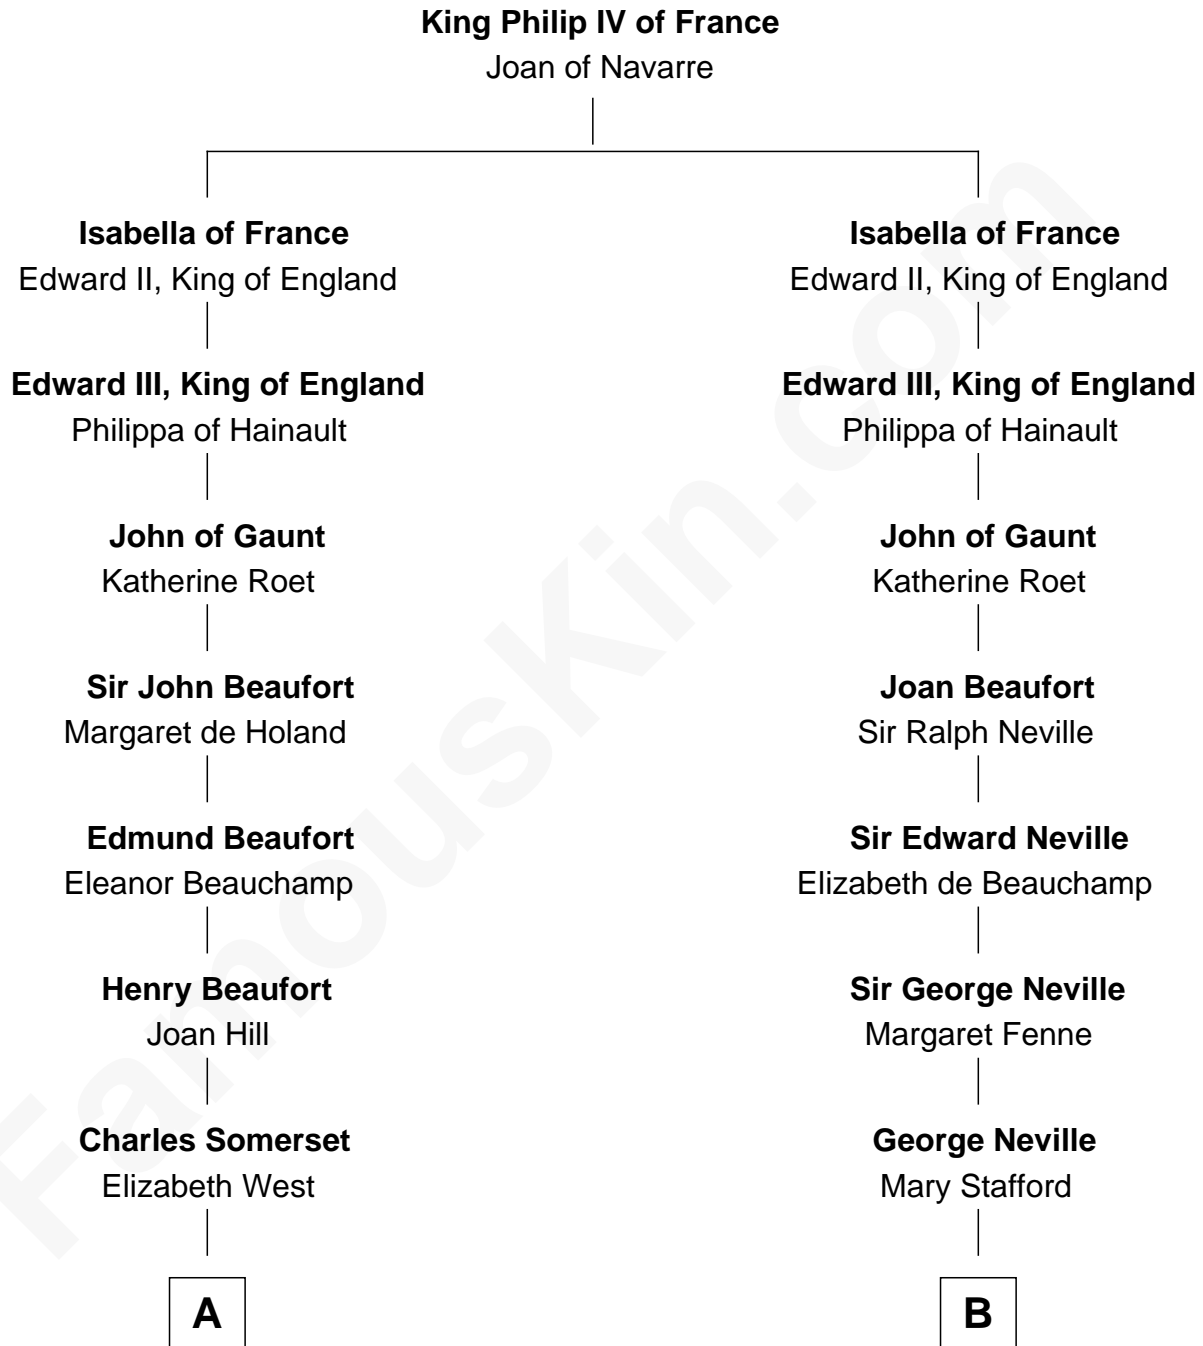 King Philip IV of France
Joan of Navarre
Isabella of France
Edward II, King of England
Edward III, King of England
Philippa of Hainault
John of Gaunt
Katherine Roet
Sir John Beaufort
Margaret de Holand
Edmund Beaufort
Eleanor Beauchamp
Henry Beaufort
Joan Hill
Charles Somerset
Elizabeth West
A
Isabella of France
Edward II, King of England
Edward III, King of England
Philippa of Hainault
John of Gaunt
Katherine Roet
Joan Beaufort
Sir Ralph Neville
Sir Edward Neville
Elizabeth de Beauchamp
Sir George Neville
Margaret Fenne
George Neville
Mary Stafford
B
FamousKin.com